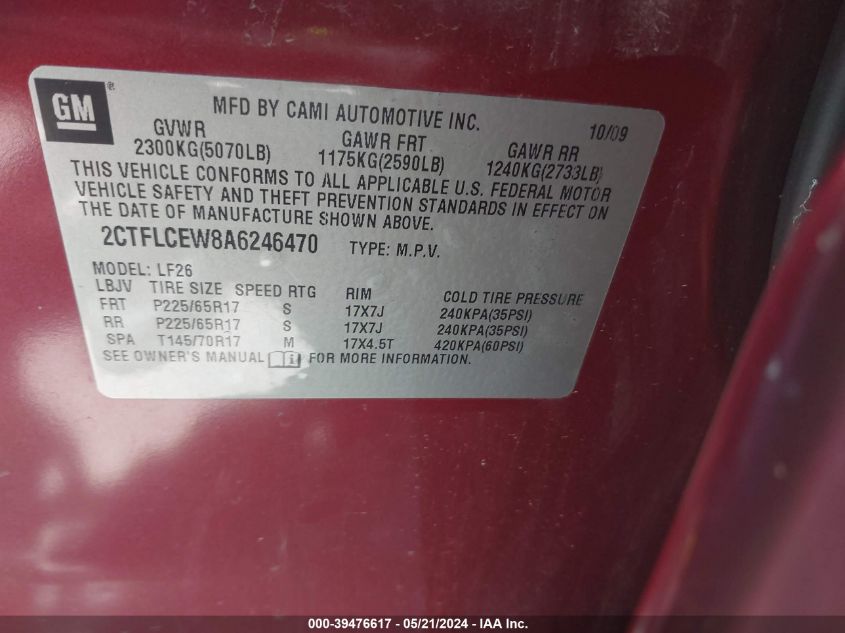 GM ®
MFD BY CAMI AUTOMOTIVE INC.
10/09
GVWR GAWR FRT GAWR RR
2300KG(5070LB) 1175KG(2590LB) 1240KG(2733LB)
THIS VEHICLE CONFORMS TO ALL APPLICABLE U.S. FEDERAL MOTOR
VEHICLE SAFETY AND THEFT PREVENTION STANDARDS IN EFFECT ON
THE DATE OF MANUFACTURE SHOWN ABOVE.
2CTFLCEW8A6246470 TYPE: M.P.V.
MODEL: LF26
LBJV TIRE SIZE SPEED RTG RIM COLD TIRE PRESSURE
FRT P225/65R17 S 17X7J 240KPA(35PSI)
RR P225/65R17 S 17X7J 240KPA(35PSI)
SPA T145/70R17 M 17X4.5T 420KPA(60PSI)
SEE OWNER'S MANUAL FOR MORE INFORMATION.
000-39476617 - 05/21/2024 - IAA Inc.